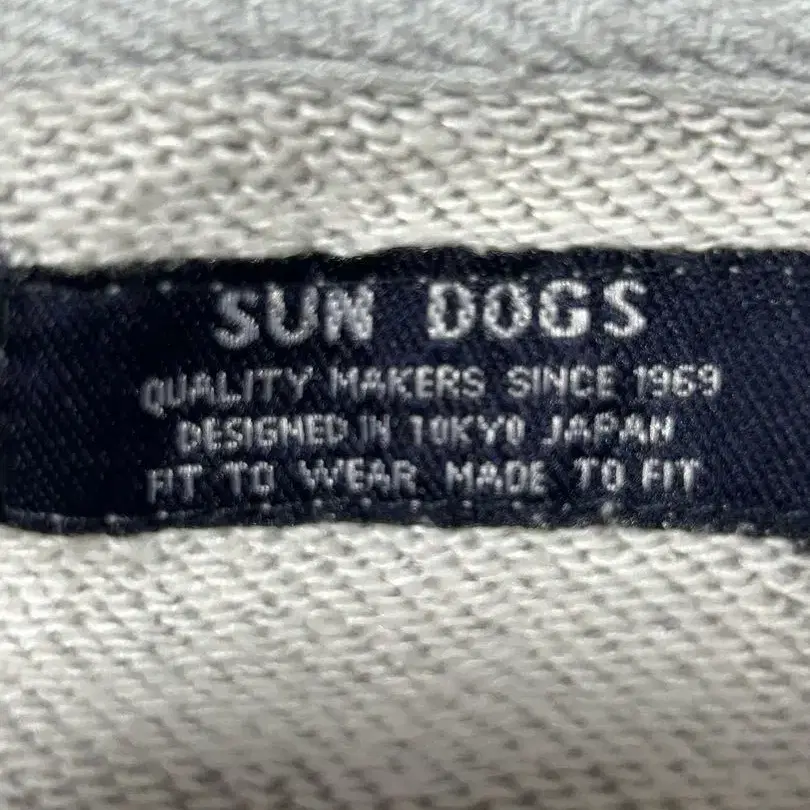 SUN DOGS
QUALITY MAKERS SINCE 1969
DESIGNED IN TOKYO JAPAN
FIT TO WEAR MADE TO FIT